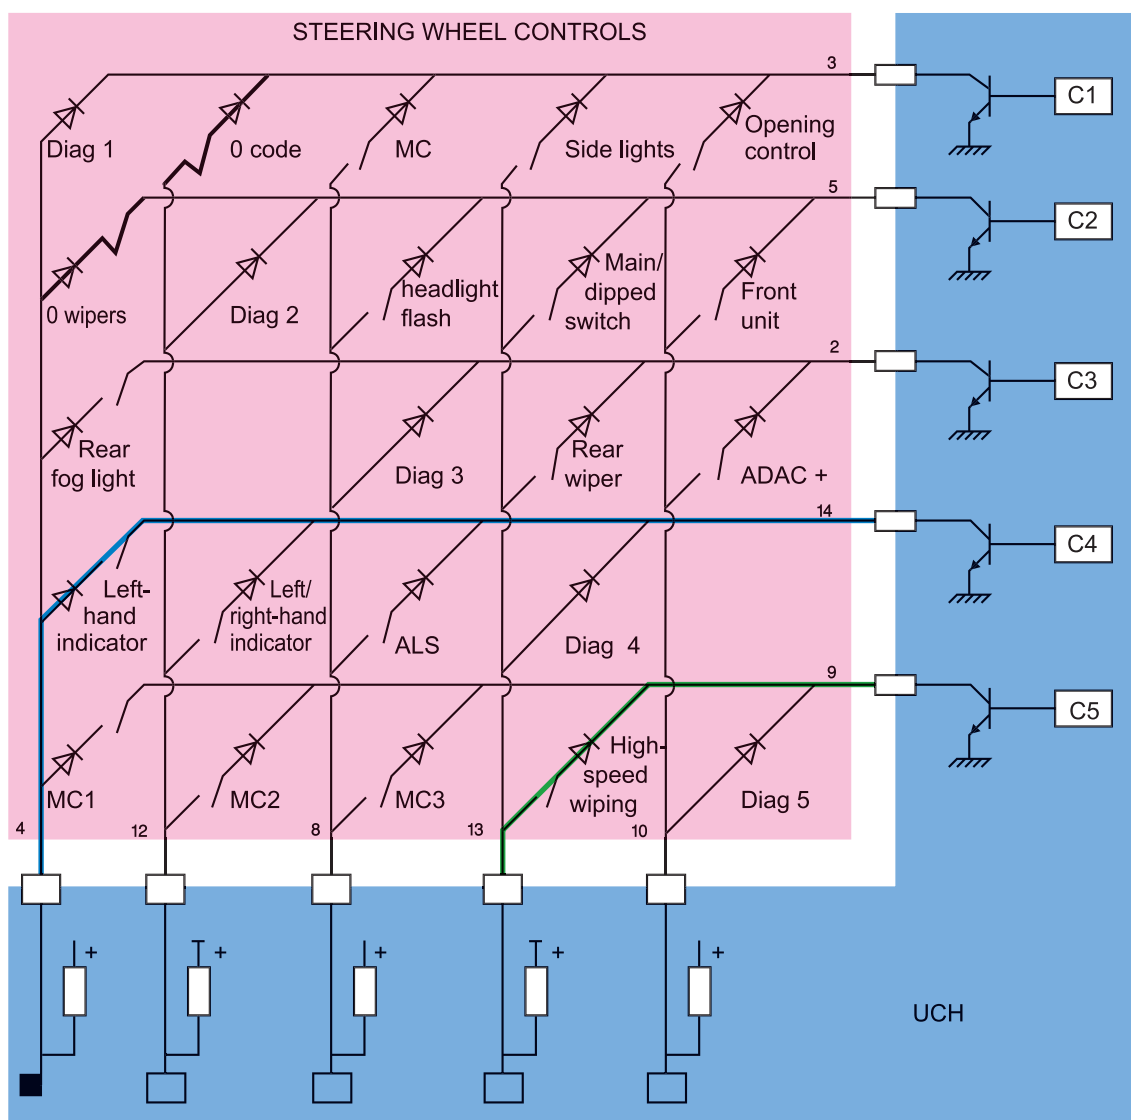 STEERING WHEEL CONTROLS
3
C1
Diag 1
0 code
MC
Side lights
Opening
control
5
C2
0 wipers
Diag 2
headlight
flash
Main/
dipped
switch
Front
unit
2
C3
Rear
fog light
Diag 3
Rear
wiper
ADAC +
14
C4
Left-
hand
indicator
Left/
right-hand
indicator
ALS
Diag 4
9
C5
MC1
MC2
MC3
High-
speed
wiping
Diag 5
4
12
8
13
10
+
+
+
+
+
UCH